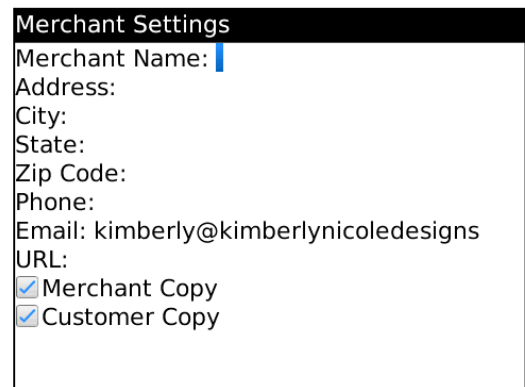 Merchant Settings
Merchant Name:
Address:
City:
State:
Zip Code:
Phone:
Email: kimberly@kimberlynicoledesigns
URL:
Merchant Copy
Customer Copy